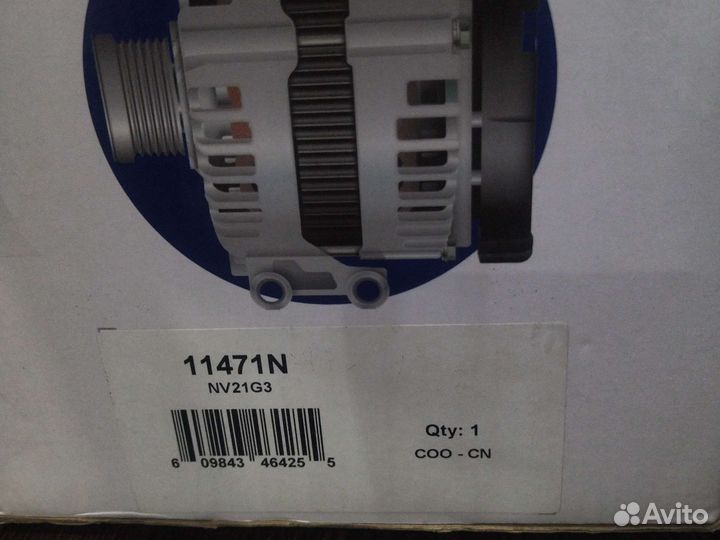 11471N
NV21G3
6 09843 46425 5
Qty: 1
COO - CN
Avito